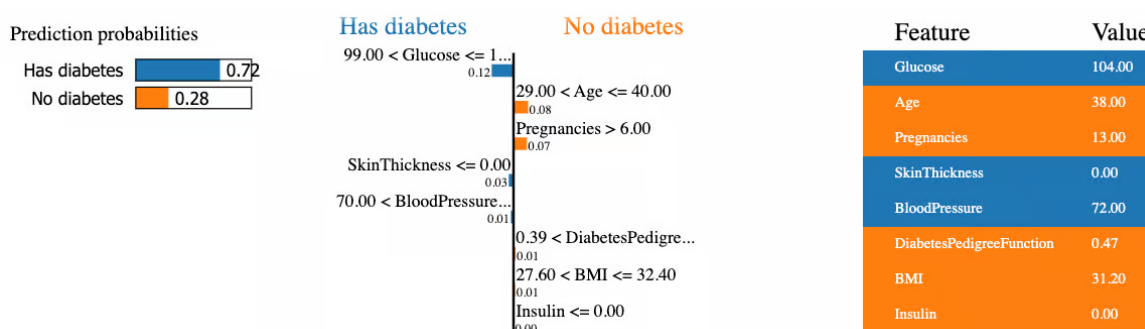 Prediction probabilities
Has diabetes 0.72
No diabetes 0.28
Has diabetes No diabetes
99.00 < Glucose <= 1...
0.12
29.00 < Age <= 40.00
0.08
Pregnancies > 6.00
0.07
SkinThickness <= 0.00
0.03
70.00 < BloodPressure...
0.01
0.39 < DiabetesPedigre...
0.01
27.60 < BMI <= 32.40
0.01
Insulin <= 0.00
0.00
Feature Value
Glucose 104.00
Age 38.00
Pregnancies 13.00
SkinThickness 0.00
BloodPressure 72.00
DiabetesPedigreeFunction 0.47
BMI 31.20
Insulin 0.00